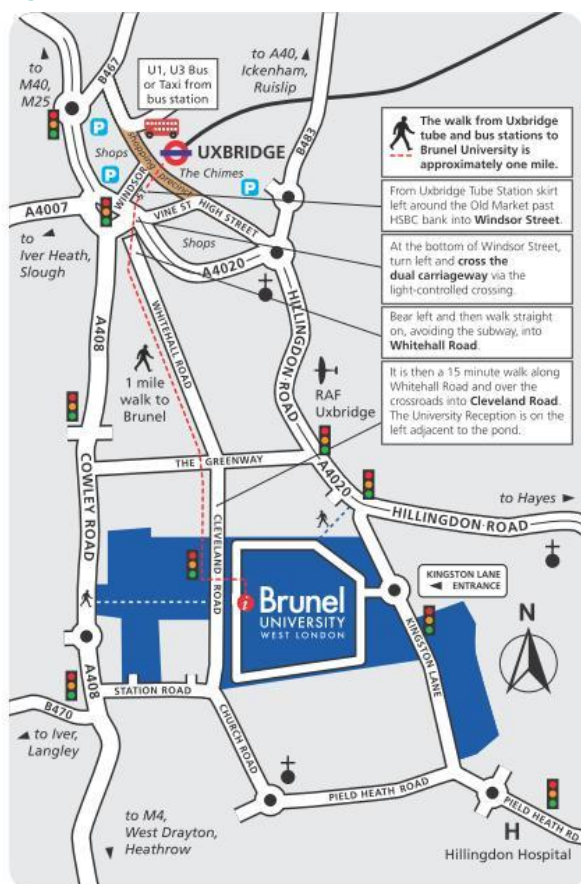 to
M40,
M25
B467
U1, U3 Bus
or Taxi from
bus station
to A40,
Ickenham,
Ruislip
B483
P
Shops
UXBRIDGE
shopping precinct
The Chimes
P
P
WINDSOR
ST
A4007
VINE ST
HIGH STREET
Shops
to
Iver Heath,
Slough
A4020
The walk from Uxbridge
tube and bus stations to
Brunel University is
approximately one mile.
From Uxbridge Tube Station skirt
left around the Old Market past
HSBC bank into Windsor Street.
At the bottom of Windsor Street,
turn left and cross the
dual carriageway via the
light-controlled crossing.
Bear left and then walk straight
on, avoiding the subway, into
Whitehall Road.
It is then a 15 minute walk along
Whitehall Road and over the
crossroads into Cleveland Road.
The University Reception is on the
left adjacent to the pond.
A408
WHITEHALL ROAD
HILLINGDON ROAD
1 mile
walk to
Brunel
RAF
Uxbridge
THE GREENWAY
COWLEY ROAD
A4020
to Hayes
HILLINGDON ROAD
CLEVELAND ROAD
i
Brunel
UNIVERSITY
WEST LONDON
KINGSTON LANE
ENTRANCE
N
KINGSTON LANE
A408
STATION ROAD
B470
to Iver,
Langley
CHURCH ROAD
PIELD HEATH ROAD
PIELD HEATH RD
to M4,
West Drayton,
Heathrow
H
Hillingdon Hospital